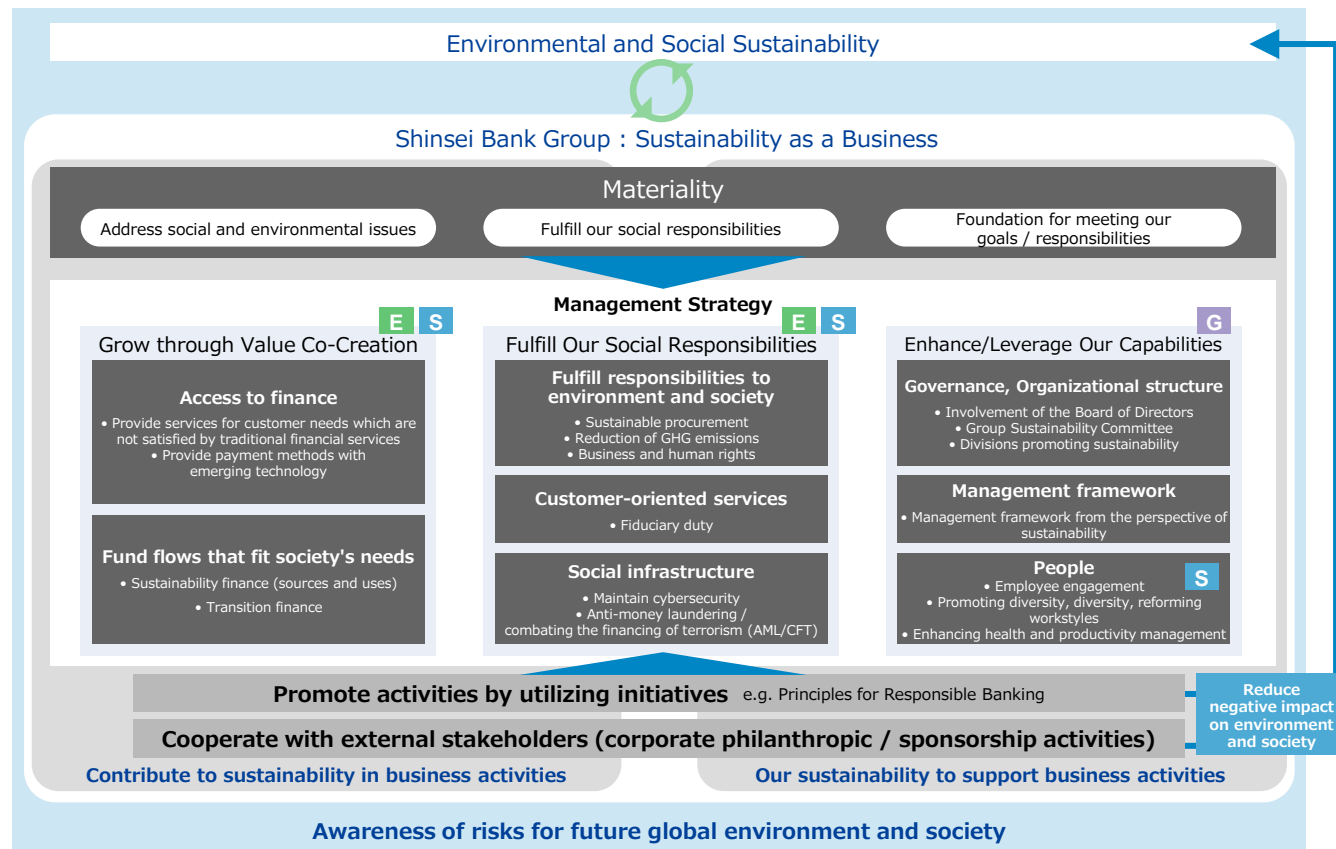 Environmental and Social Sustainability
Shinsei Bank Group : Sustainability as a Business
Materiality
Address social and environmental issues
Fulfill our social responsibilities
Foundation for meeting our
goals / responsibilities
Management Strategy
E S
Grow through Value Co-Creation
Access to finance
• Provide services for customer needs which are
not satisfied by traditional financial services
• Provide payment methods with
emerging technology
Fund flows that fit society's needs
• Sustainability finance (sources and uses)
• Transition finance
E S
Fulfill Our Social Responsibilities
Fulfill responsibilities to
environment and society
• Sustainable procurement
• Reduction of GHG emissions
• Business and human rights
Customer-oriented services
• Fiduciary duty
Social infrastructure
• Maintain cybersecurity
• Anti-money laundering /
combating the financing of terrorism (AML/CFT)
G
Enhance/Leverage Our Capabilities
Governance, Organizational structure
• Involvement of the Board of Directors
• Group Sustainability Committee
• Divisions promoting sustainability
Management framework
• Management framework from the perspective of
sustainability
People
S
• Employee engagement
• Promoting diversity, diversity, reforming
workstyles
• Enhancing health and productivity management
Promote activities by utilizing initiatives e.g. Principles for Responsible Banking
Cooperate with external stakeholders (corporate philanthropic / sponsorship activities)
Reduce
negative impact
on environment
and society
Contribute to sustainability in business activities
Our sustainability to support business activities
Awareness of risks for future global environment and society